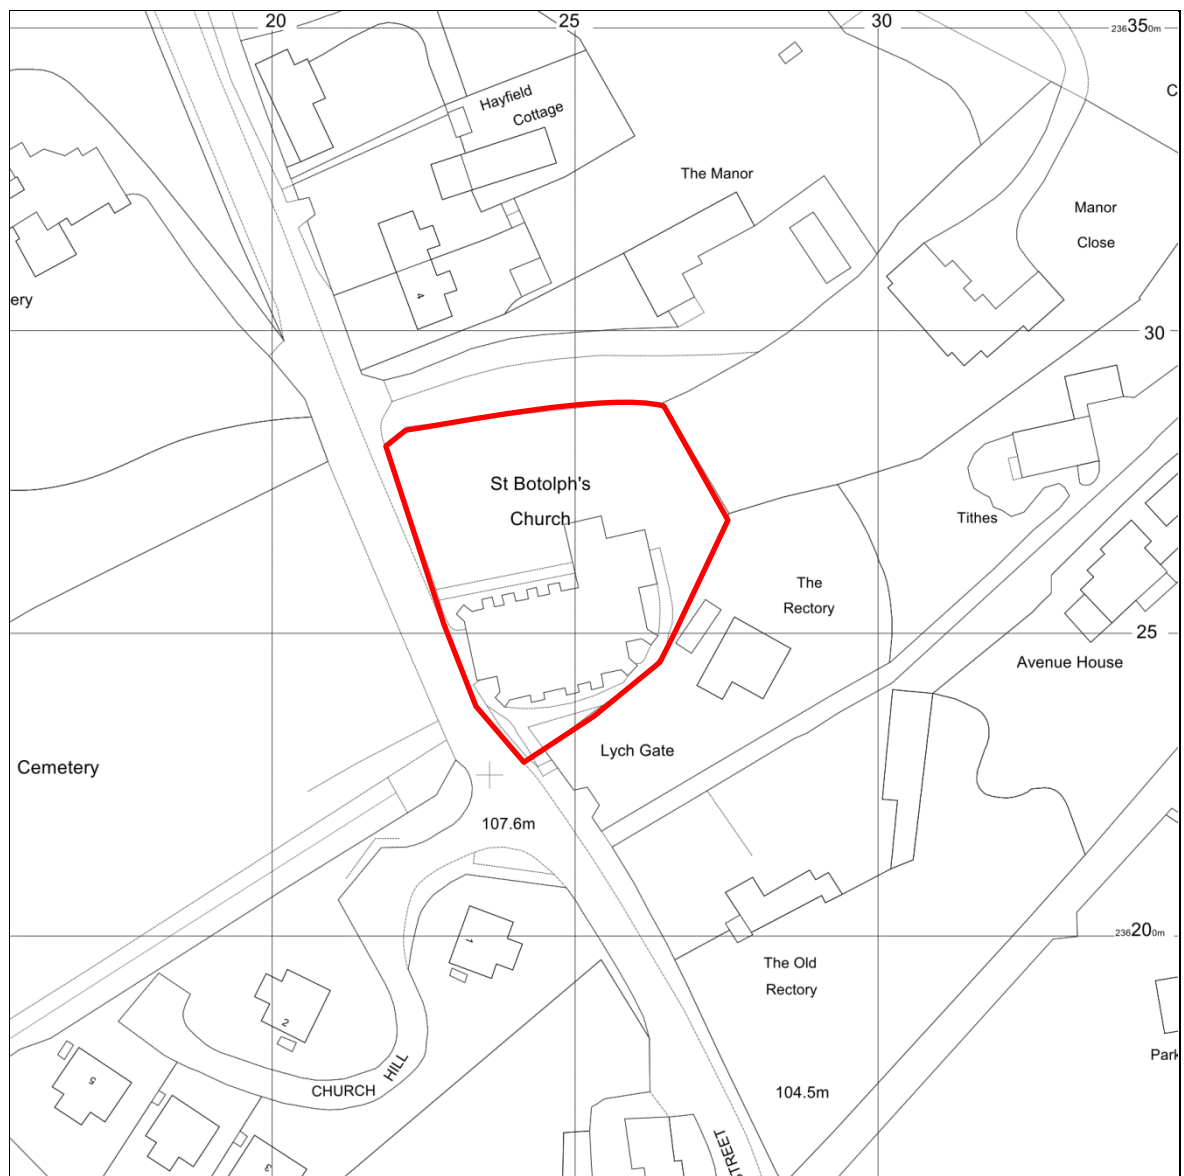 20
25
30
236350m
C
Hayfield
Cottage
The Manor
Manor
Close
ery
4
30
St Botolph's
Church
Tithes
The
Rectory
25
Avenue House
Lych Gate
Cemetery
107.6m
1
236200m
The Old
Rectory
2
HILL
Park
5
CHURCH
104.5m
3
STREET